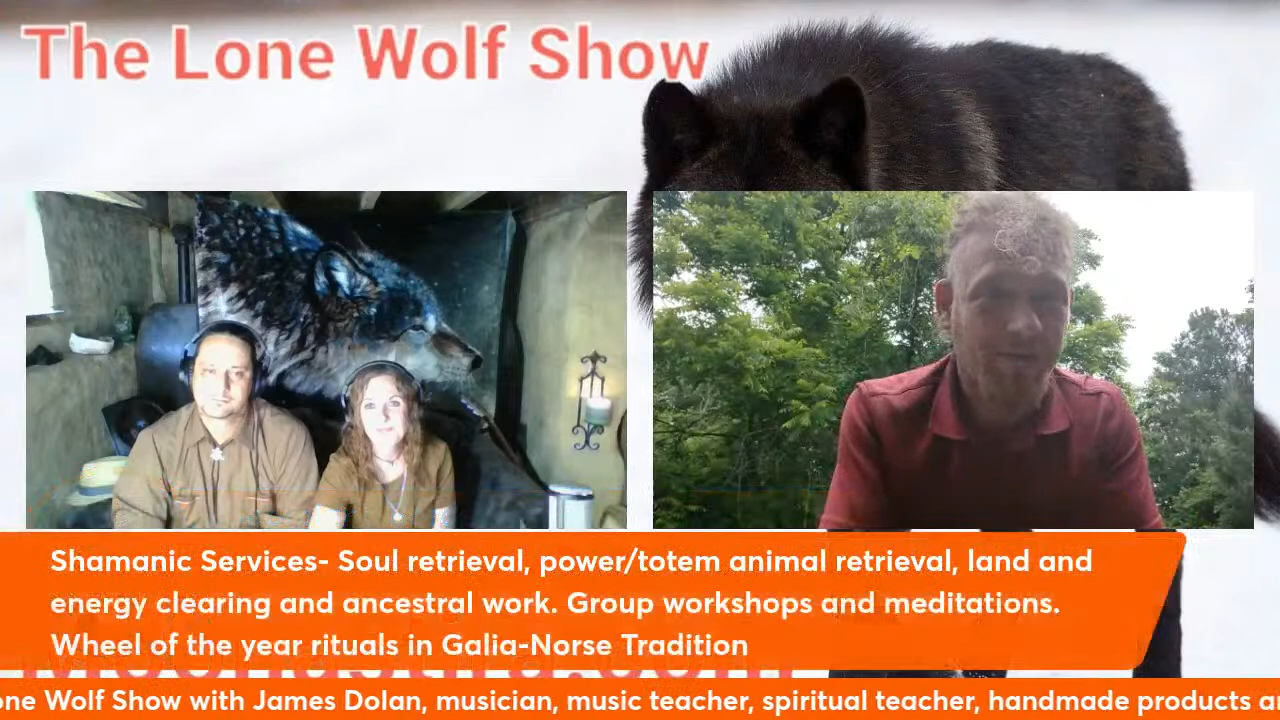 The Lone Wolf Show
Shamanic Services- Soul retrieval, power/totem animal retrieval, land and
energy clearing and ancestral work. Group workshops and meditations.
Wheel of the year rituals in Galia-Norse Tradition
Wolf Show with James Dolan, musician, music teacher, spiritual teacher, handmade products